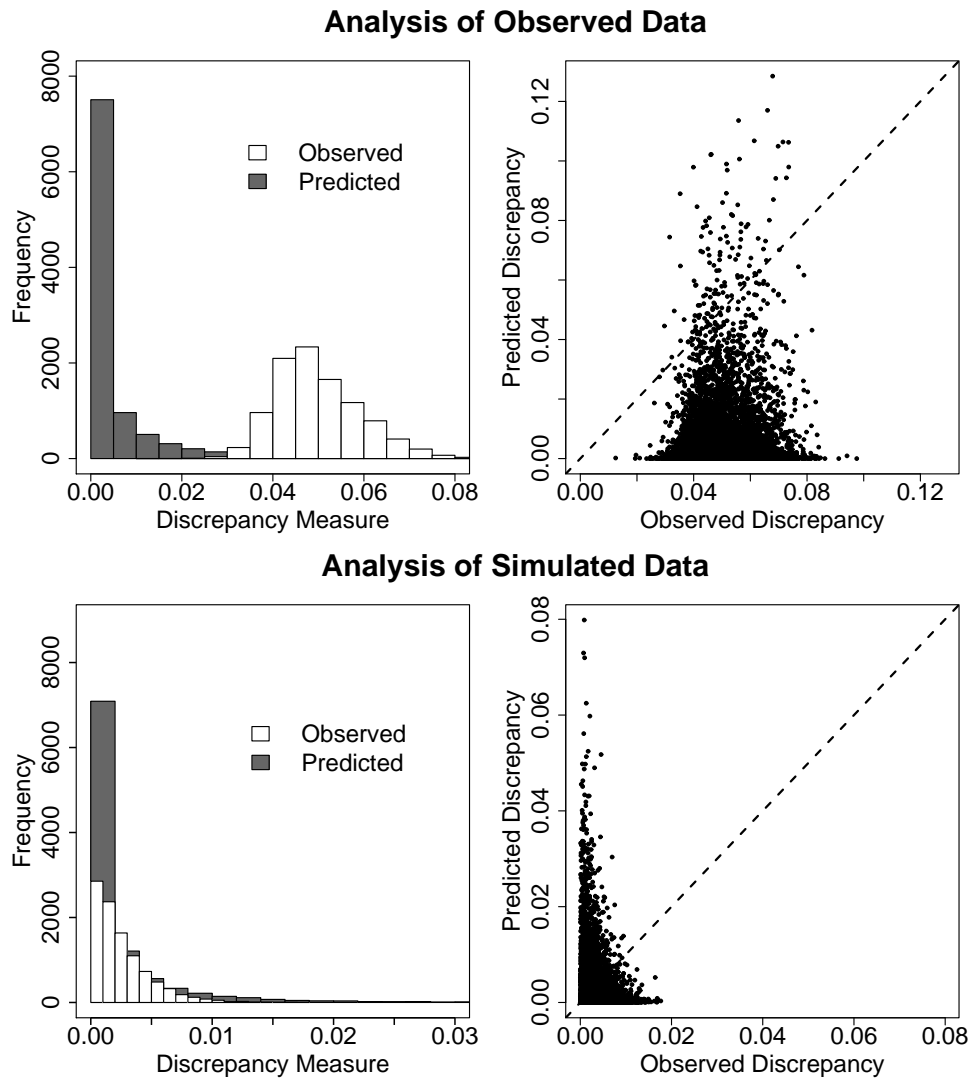 Analysis of Observed Data
Frequency
0 2000 4000 6000 8000
Observed
Predicted
0.00 0.02 0.04 0.06 0.08
Discrepancy Measure
Predicted Discrepancy
0.00 0.04 0.08 0.12
0.00 0.04 0.08 0.12
Observed Discrepancy
Analysis of Simulated Data
Frequency
0 2000 4000 6000 8000
Observed
Predicted
0.00 0.01 0.02 0.03
Discrepancy Measure
Predicted Discrepancy
0.00 0.02 0.04 0.06 0.08
0.00 0.02 0.04 0.06 0.08
Observed Discrepancy